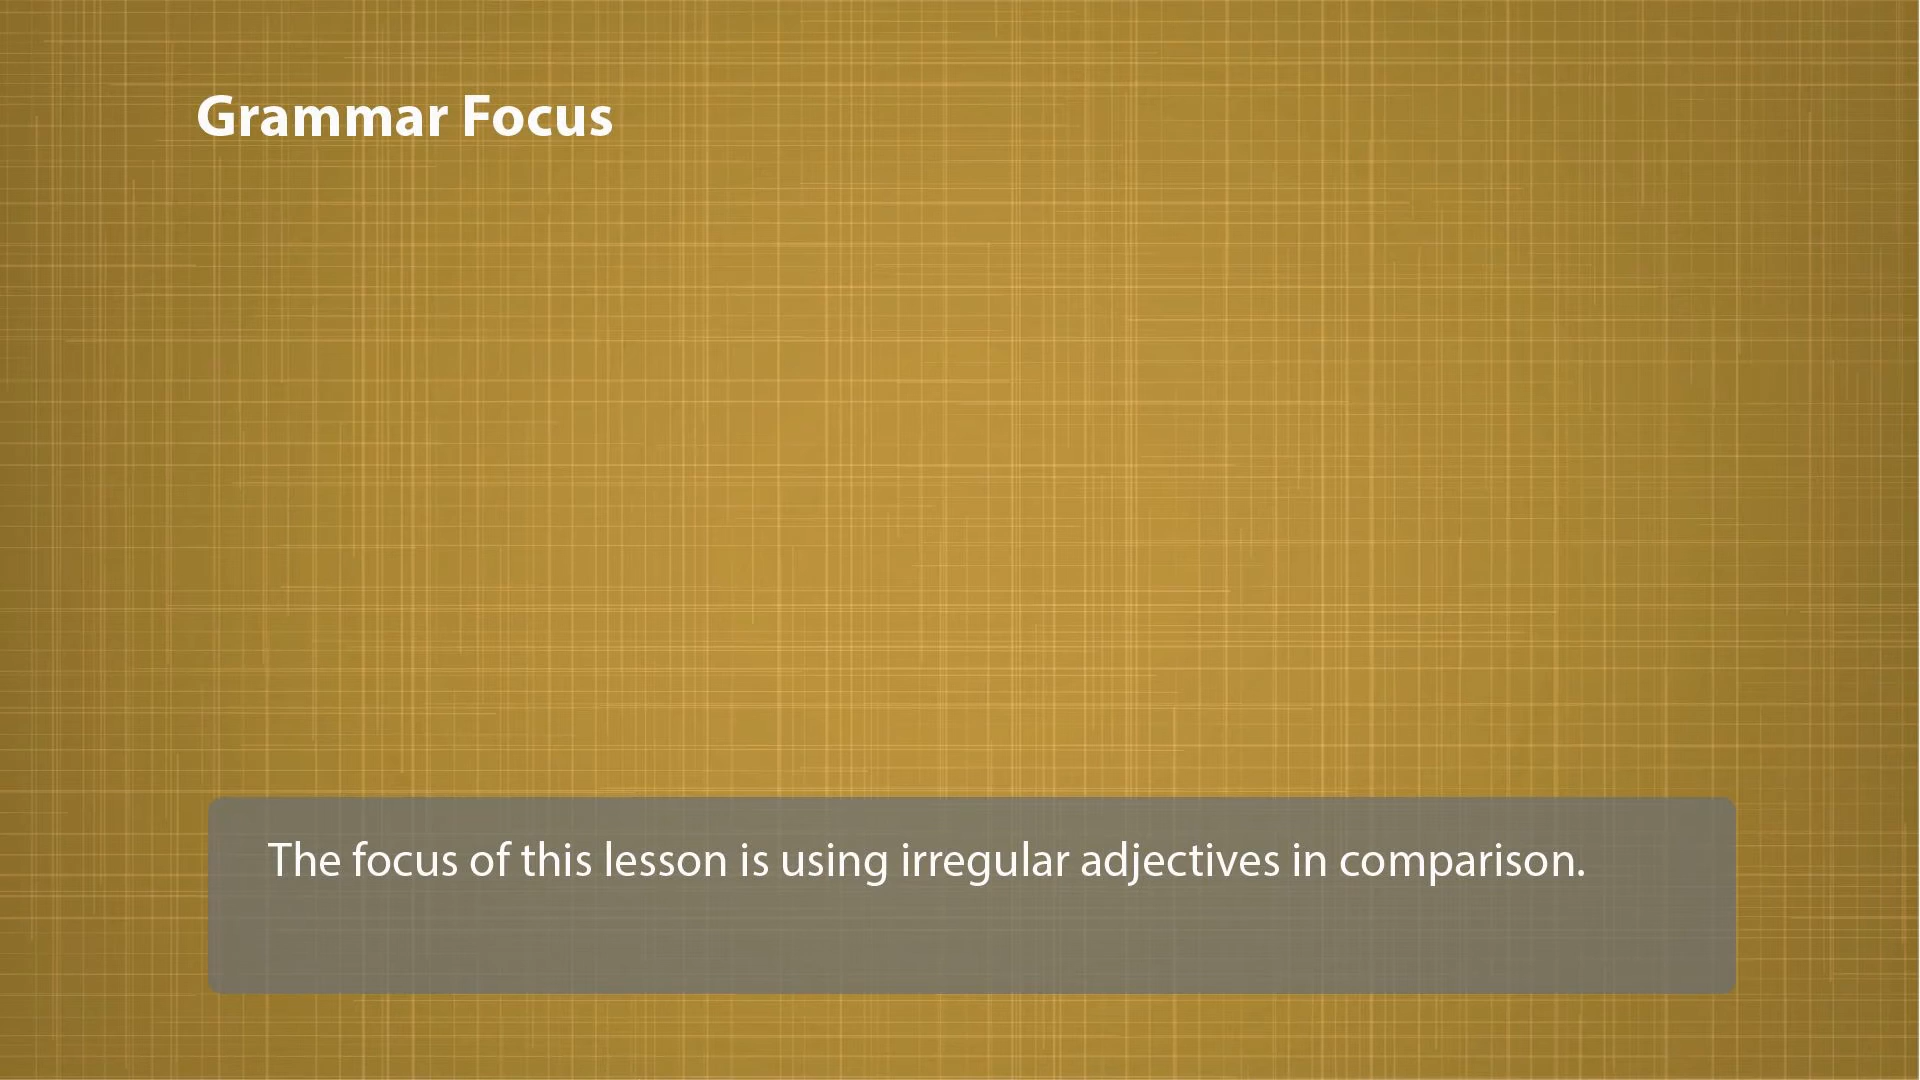 Grammar Focus
The focus of this lesson is using irregular adjectives in comparison.